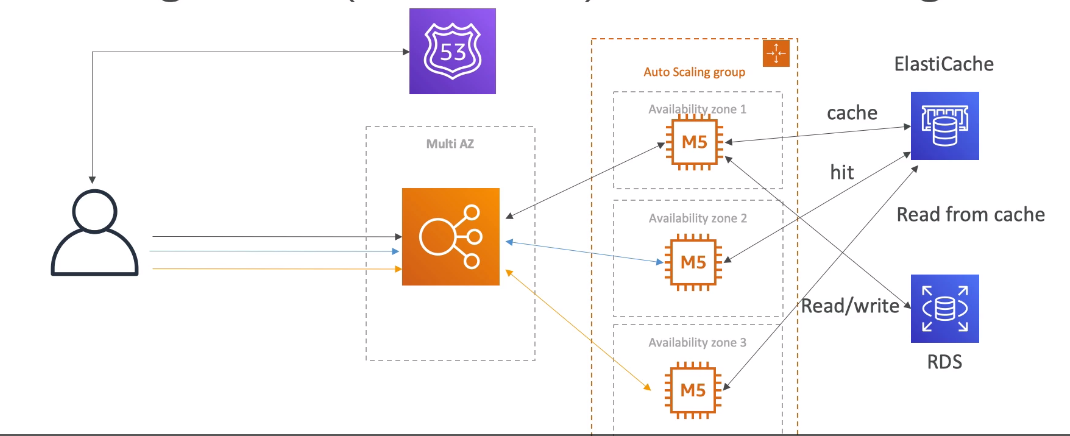 53
Auto Scaling group
ElastiCache
Availability zone 1
cache
M5
Multi AZ
hit
Availability zone 2
Read from cache
M5
Read/write
Availability zone 3
RDS
M5